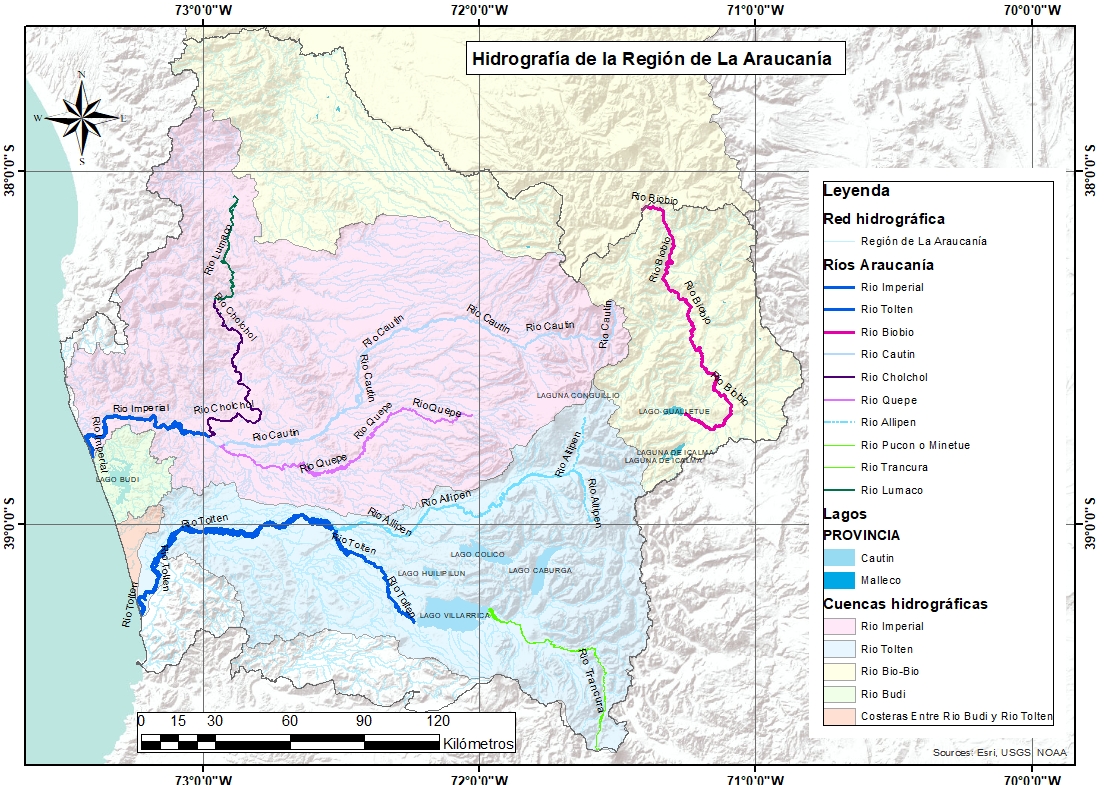 73°0'0"W 72°0'0"W 71°0'0"W 70°0'0"W
Hidrografía de la Región de La Araucanía
N
W E
S
38°0'0"S
38°0'0"S
39°0'0"S
39°0'0"S
Rio Biobio
Rio Biobio
Rio Biobio
Rio Biobio
Rio Lumaco
Rio Cholchol
Rio Cholchol
Rio Cautin
Rio Cautin
Rio Cautin
Rio Cautin
Rio Cautin
Rio Cautin
Rio Imperial
Rio Imperial
Rio Quepe
Rio Quepe
Rio Quepe
LAGUNA CONGUILLIO
LAGO GUALLETUE
LAGUNA DE ICALMA
LAGUNA DE ICALMA
LAGO BUDI
Rio Allipen
Rio Allipen
Rio Allipen
Rio Allipen
Rio Tolten
Rio Tolten
Rio Tolten
Rio Tolten
Rio Tolten
LAGO COLICO
LAGO HUILIPILUN
LAGO CABURGA
LAGO VILLARRICA
Rio Trancura
Leyenda
Red hidrográfica
Región de La Araucanía
Ríos Araucanía
Rio Imperial
Rio Tolten
Rio Biobio
Rio Cautin
Rio Cholchol
Rio Quepe
Rio Allipen
Rio Pucon o Minetue
Rio Trancura
Rio Lumaco
Lagos
PROVINCIA
Cautin
Malleco
Cuencas hidrográficas
Rio Imperial
Rio Tolten
Rio Bio-Bio
Rio Budi
Costeras Entre Rio Budi y Rio Tolten
0 15 30 60 90 120
Kilómetros
Sources: Esri, USGS, NOAA
73°0'0"W 72°0'0"W 71°0'0"W 70°0'0"W